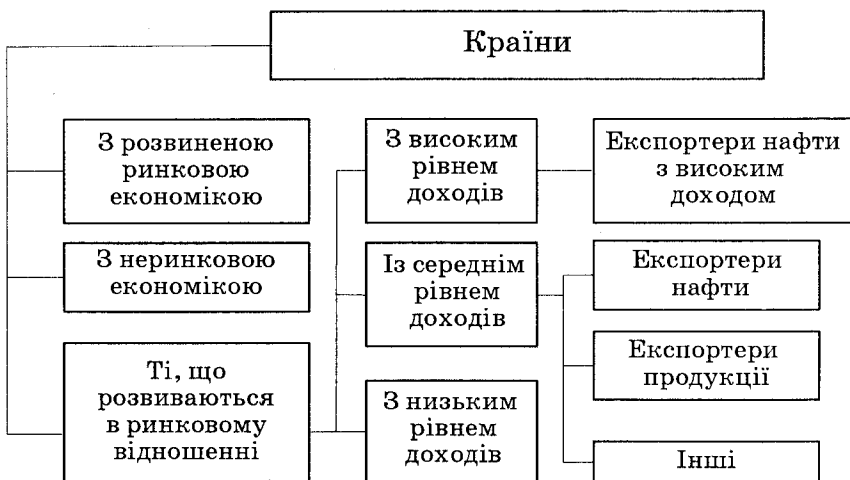 Країни
З розвиненою
ринковою
економікою
З неринковою
економікою
Ті, що
розвиваються
в ринковому
відношенні
З високим
рівнем
доходів
Із середнім
рівнем
доходів
З низьким
рівнем
доходів
Експортери нафти
з високим
доходом
Експортери
нафти
Експортери
продукції
Інші